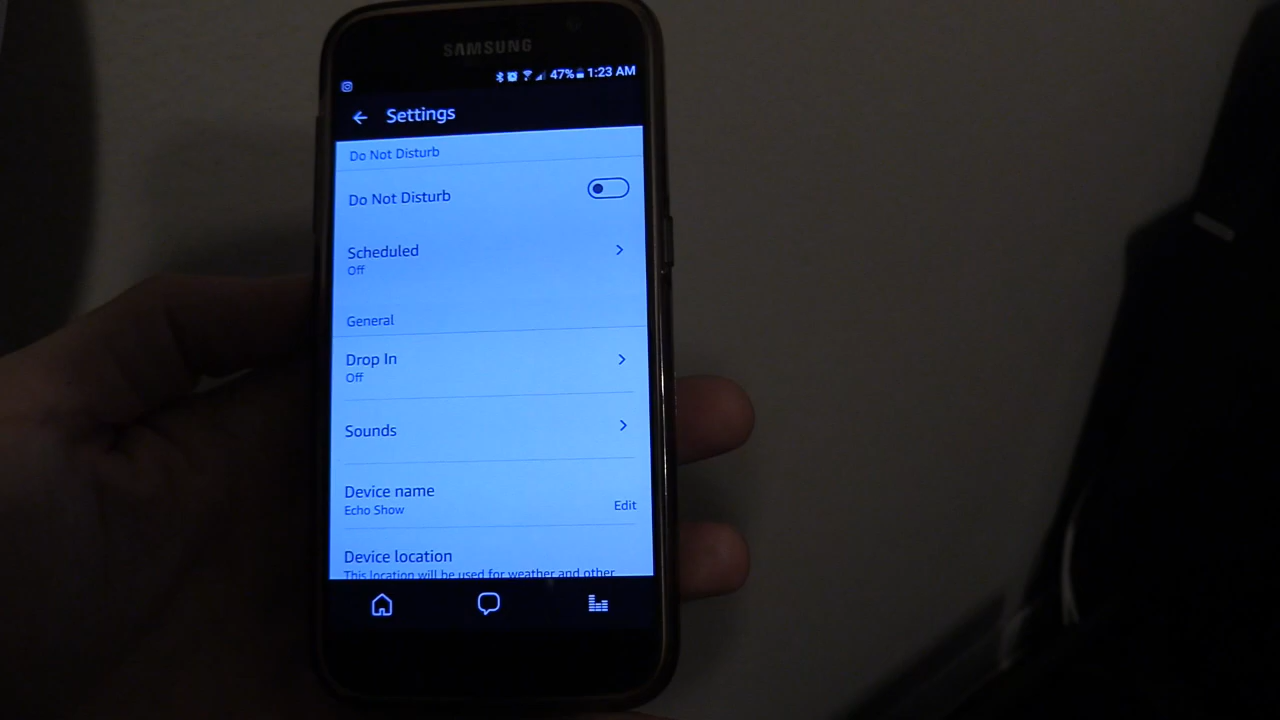 SAMSUNG
47% 1:23 AM
Settings
Do Not Disturb
Do Not Disturb
Scheduled
Off
General
Drop In
Off
Sounds
Device name
Echo Show
Edit
Device location
This location will be used for weather and other